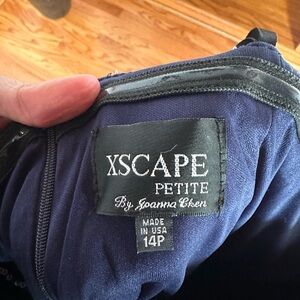 XSCAPE
PETITE
By Joanna Chen
MADE
IN USA
14P